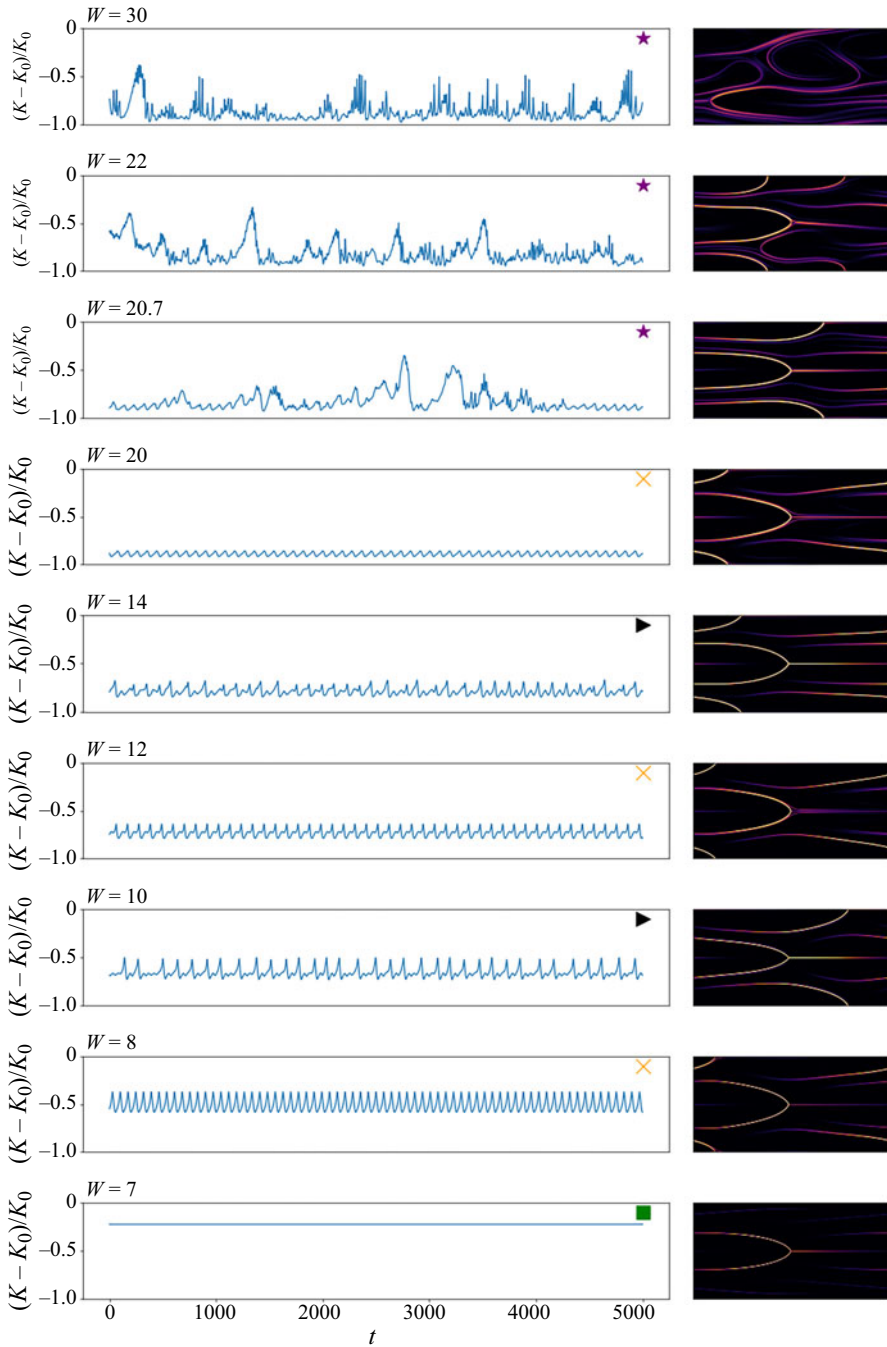 W = 30
0
–0.5
–1.0
(K – K0)/K0
W = 22
0
–0.5
–1.0
(K – K0)/K0
W = 20.7
0
–0.5
–1.0
(K – K0)/K0
W = 20
0
–0.5
–1.0
(K – K0)/K0
W = 14
0
–0.5
–1.0
(K – K0)/K0
W = 12
0
–0.5
–1.0
(K – K0)/K0
W = 10
0
–0.5
–1.0
(K – K0)/K0
W = 8
0
–0.5
–1.0
(K – K0)/K0
W = 7
0
–0.5
–1.0
(K – K0)/K0
0 1000 2000 3000 4000 5000
t